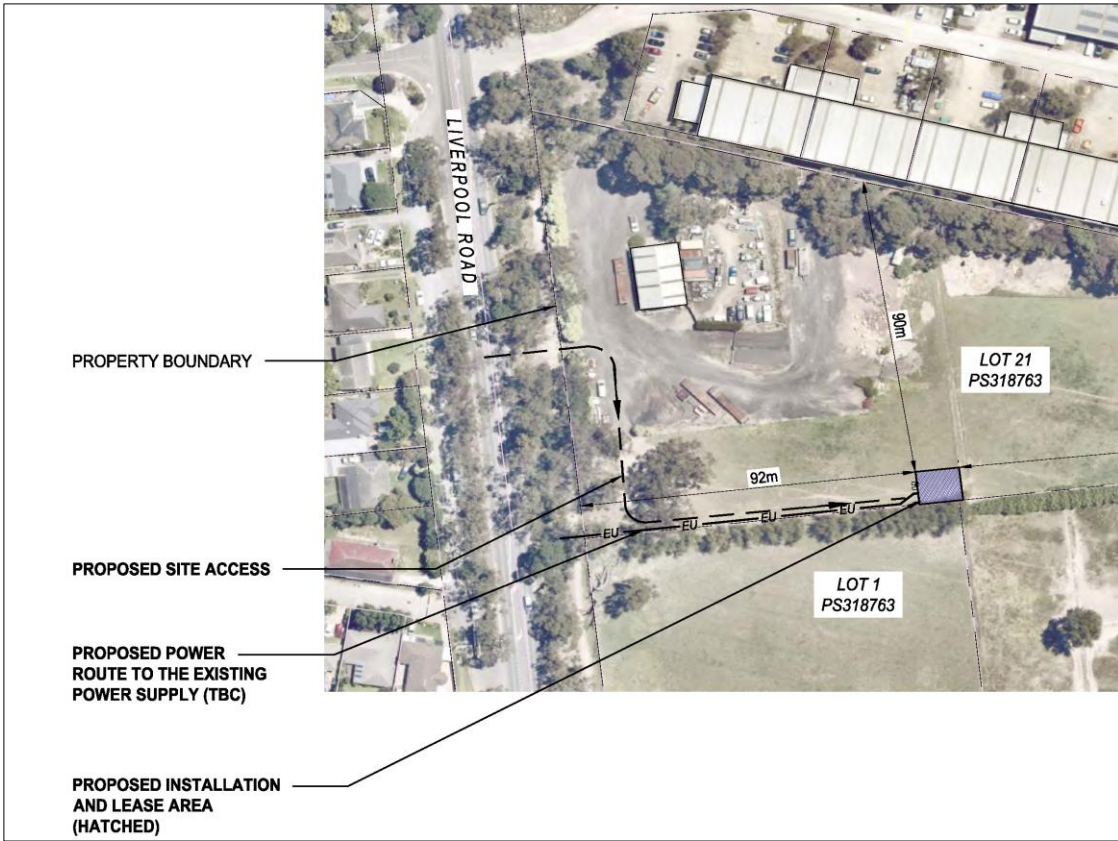 LIVERPOOL ROAD
90m
LOT 21
PS318763
PROPERTY BOUNDARY
92m
EU
EU
EU
EU
PROPOSED SITE ACCESS
LOT 1
PS318763
PROPOSED POWER
ROUTE TO THE EXISTING
POWER SUPPLY (TBC)
PROPOSED INSTALLATION
AND LEASE AREA
(HATCHED)